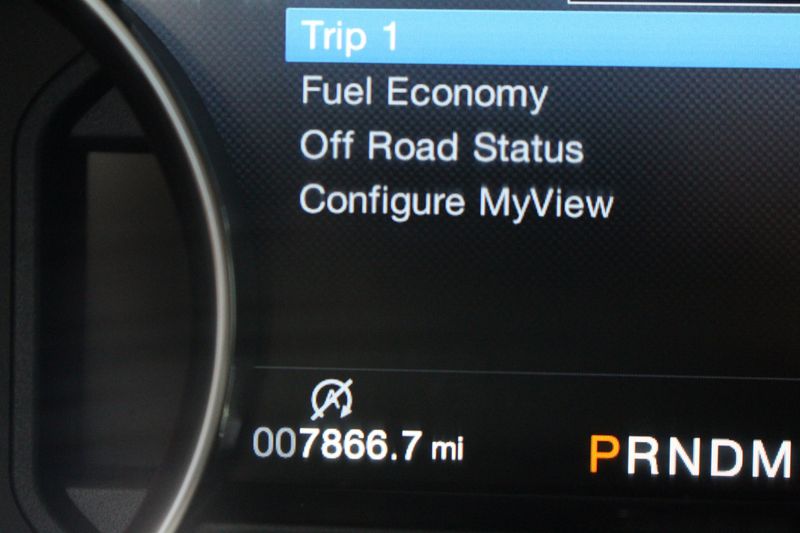 Trip 1
Fuel Economy
Off Road Status
Configure MyView
A
007866.7 mi
PRNDM